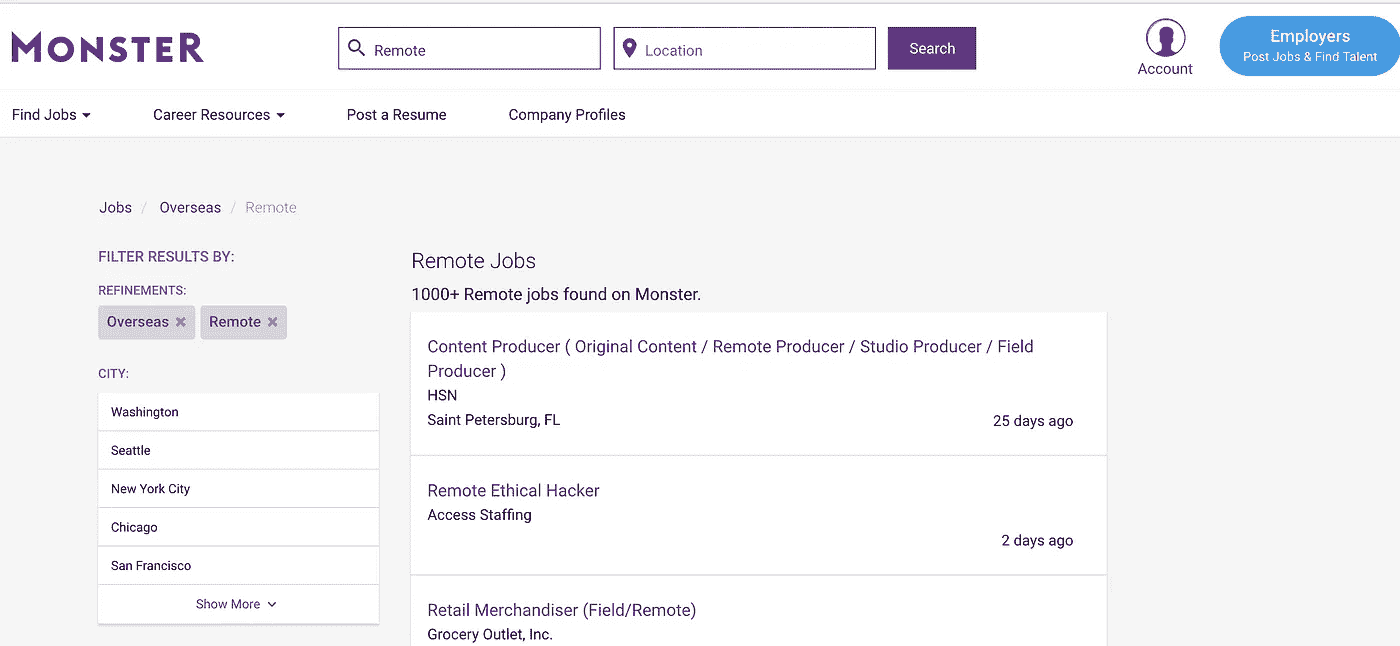 MONSTER
Remote
Location
Search
Account
Employers
Post Jobs & Find Talent
Find Jobs
Career Resources
Post a Resume
Company Profiles
Jobs / Overseas / Remote
FILTER RESULTS BY:
REFINEMENTS:
Overseas ×
Remote ×
CITY:
Washington
Seattle
New York City
Chicago
San Francisco
Show More
Remote Jobs
1000+ Remote jobs found on Monster.
Content Producer ( Original Content / Remote Producer / Studio Producer / Field
Producer )
HSN
Saint Petersburg, FL
25 days ago
Remote Ethical Hacker
Access Staffing
2 days ago
Retail Merchandiser (Field/Remote)
Grocery Outlet, Inc.